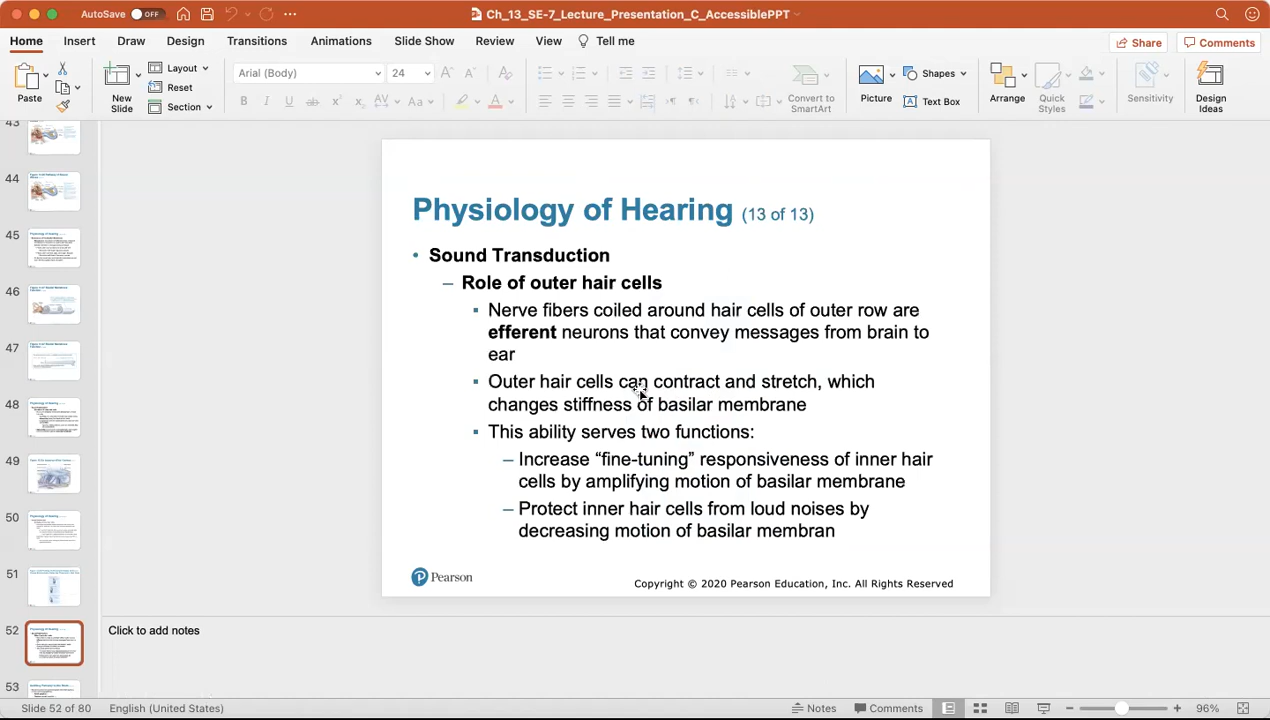 AutoSave OFF
Ch_13_SE-7_Lecture_Presentation_C_AccessiblePPT
Home Insert Draw Design Transitions Animations Slide Show Review View Tell me Share Comments
Paste
New Slide
Layout
Reset
Section
Arial (Body) 24
Convert to SmartArt
Picture
Shapes
Text Box
Arrange
Quick Styles
Sensitivity
Design Ideas
43
44
45
46
47
48
49
50
51
52
53
Physiology of Hearing (13 of 13)
• Sound Transduction
– Role of outer hair cells
▪ Nerve fibers coiled around hair cells of outer row are
efferent neurons that convey messages from brain to
ear
▪ Outer hair cells can contract and stretch, which
changes stiffness of basilar membrane
▪ This ability serves two functions:
– Increase “fine-tuning” responsiveness of inner hair
cells by amplifying motion of basilar membrane
– Protect inner hair cells from loud noises by
decreasing motion of basilar membran
Pearson
Copyright © 2020 Pearson Education, Inc. All Rights Reserved
Click to add notes
Slide 52 of 80 English (United States) Notes Comments 96%